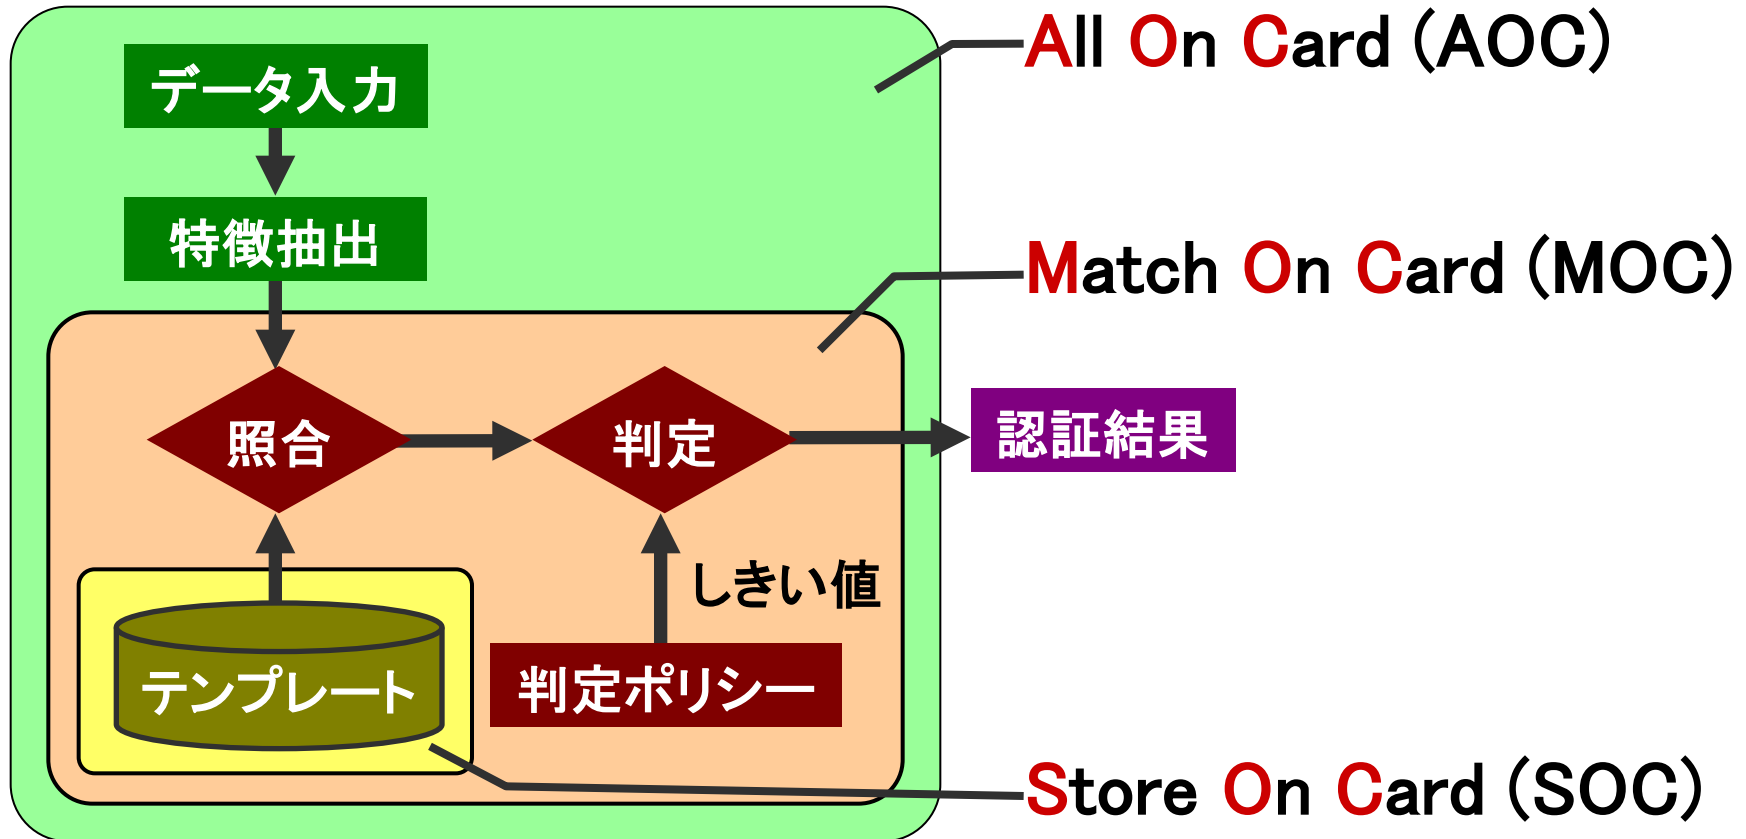 All On Card (AOC)
データ入力
特徴抽出
Match On Card (MOC)
照合
判定
認証結果
しきい値
テンプレート
判定ポリシー
Store On Card (SOC)